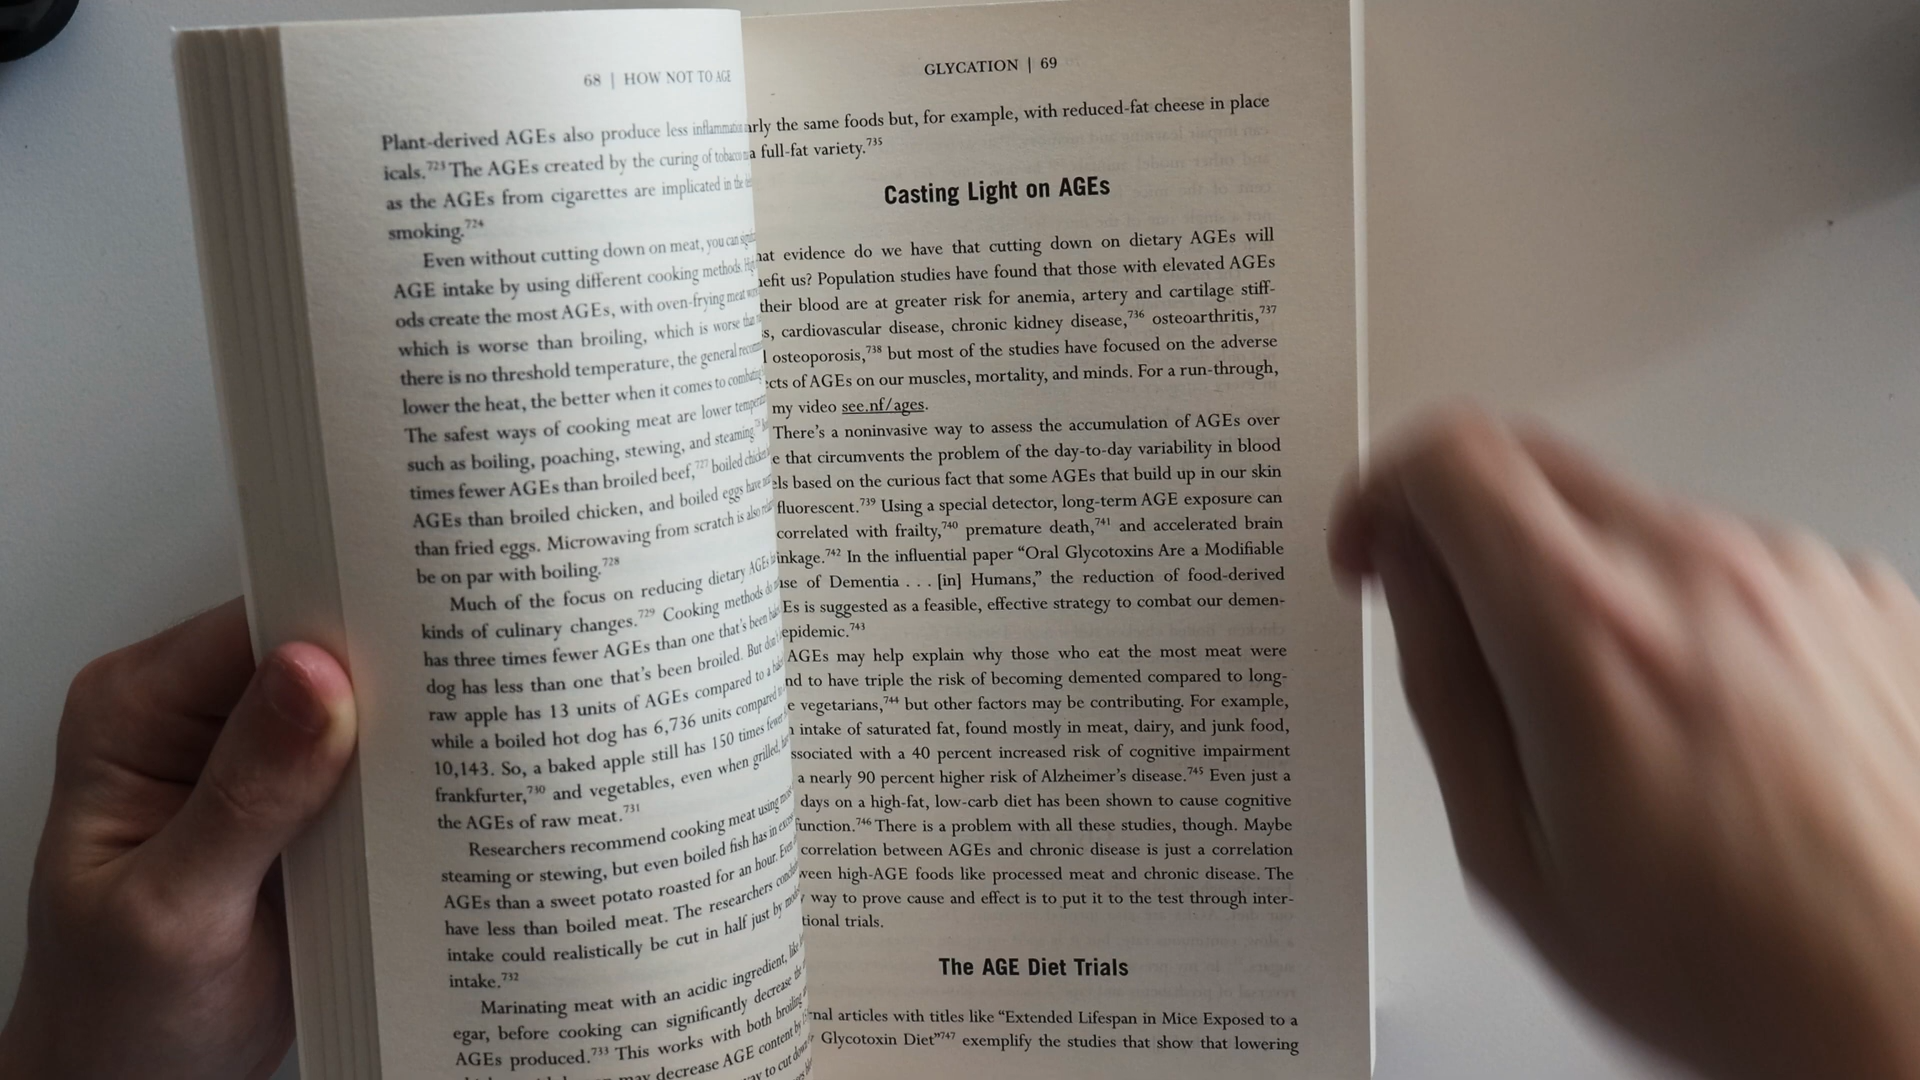 68 | HOW NOT TO AGE
Plant-derived AGEs also produce less inflammatory
icals.723 The AGEs created by the curing of tobacco
as the AGEs from cigarettes are implicated in the
smoking.724
Even without cutting down on meat, you can
AGE intake by using different cooking methods.
ods create the most AGEs, with oven-frying meat
which is worse than broiling, which is worse than
there is no threshold temperature, the general
lower the heat, the better when it comes to combating
The safest ways of cooking meat are lower
such as boiling, poaching, stewing, and steaming.
times fewer AGEs than broiled beef,727 boiled chicken
AGEs than broiled chicken, and boiled eggs have
than fried eggs. Microwaving from scratch is also
be on par with boiling.728
Much of the focus on reducing dietary AGEs
kinds of culinary changes.729 Cooking methods
has three times fewer AGEs than one that's been
dog has less than one that's been broiled. But don't
raw apple has 13 units of AGEs compared to a
while a boiled hot dog has 6,736 units compared
10,143. So, a baked apple still has 150 times fewer
frankfurter,730 and vegetables, even when grilled,
the AGEs of raw meat.731
Researchers recommend cooking meat using
steaming or stewing, but even boiled fish has in
AGEs than a sweet potato roasted for an hour.
have less than boiled meat. The researchers
intake could realistically be cut in half just by
intake.732
Marinating meat with an acidic ingredient, like
egar, before cooking can significantly decrease the
AGEs produced.733 This works with both broiling
may decrease AGE content by
way to cut down
GLYCATION | 69
arly the same foods but, for example, with reduced-fat cheese in place
a full-fat variety.735
Casting Light on AGEs
hat evidence do we have that cutting down on dietary AGEs will
nefit us? Population studies have found that those with elevated AGEs
their blood are at greater risk for anemia, artery and cartilage stiff-
s, cardiovascular disease, chronic kidney disease,736 osteoarthritis,737
l osteoporosis,738 but most of the studies have focused on the adverse
cts of AGEs on our muscles, mortality, and minds. For a run-through,
my video see.nf/ages.
There's a noninvasive way to assess the accumulation of AGEs over
e that circumvents the problem of the day-to-day variability in blood
els based on the curious fact that some AGEs that build up in our skin
fluorescent.739 Using a special detector, long-term AGE exposure can
correlated with frailty,740 premature death,741 and accelerated brain
inkage.742 In the influential paper “Oral Glycotoxins Are a Modifiable
use of Dementia . . . [in] Humans,” the reduction of food-derived
Es is suggested as a feasible, effective strategy to combat our demen-
epidemic.743
AGEs may help explain why those who eat the most meat were
nd to have triple the risk of becoming demented compared to long-
e vegetarians,744 but other factors may be contributing. For example,
intake of saturated fat, found mostly in meat, dairy, and junk food,
ssociated with a 40 percent increased risk of cognitive impairment
a nearly 90 percent higher risk of Alzheimer's disease.745 Even just a
days on a high-fat, low-carb diet has been shown to cause cognitive
unction.746 There is a problem with all these studies, though. Maybe
correlation between AGEs and chronic disease is just a correlation
ween high-AGE foods like processed meat and chronic disease. The
way to prove cause and effect is to put it to the test through inter-
tional trials.
The AGE Diet Trials
rnal articles with titles like “Extended Lifespan in Mice Exposed to a
Glycotoxin Diet”747 exemplify the studies that show that lowering